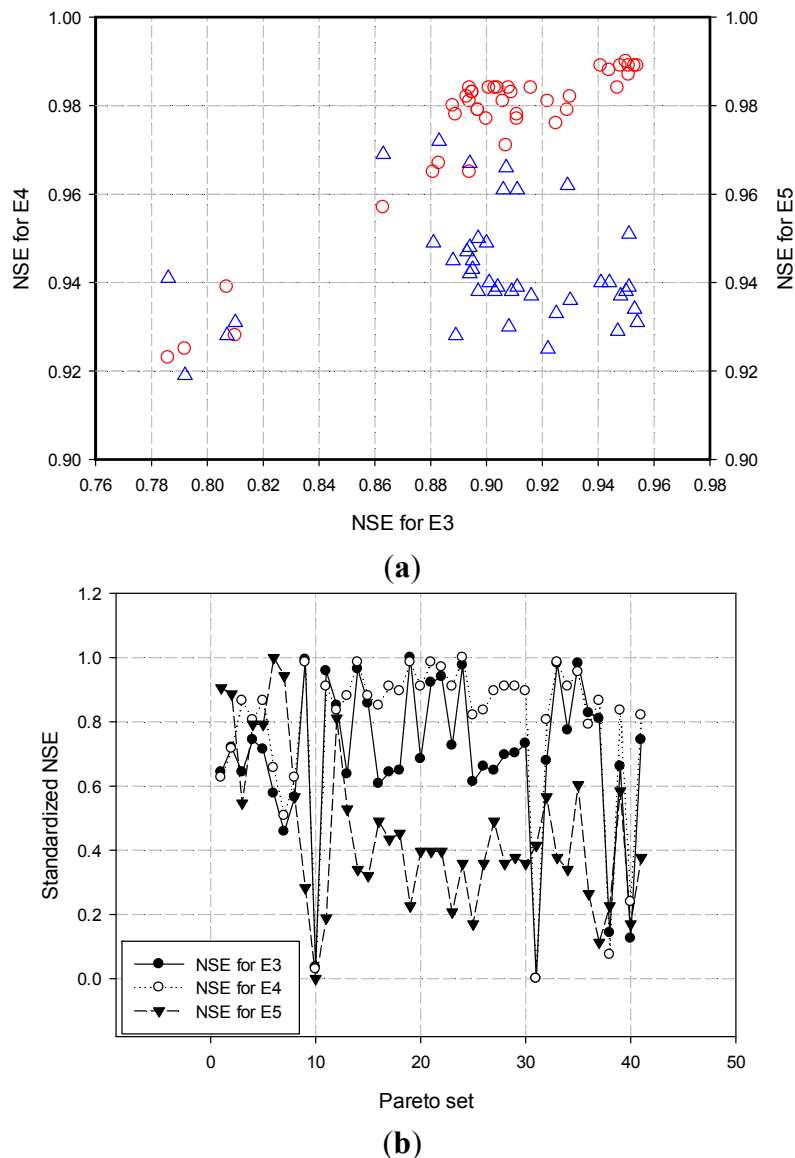 1.00
0.98
0.96
0.94
0.92
0.90
NSE for E4
1.00
0.98
0.96
0.94
0.92
0.90
NSE for E5
0.76 0.78 0.80 0.82 0.84 0.86 0.88 0.90 0.92 0.94 0.96 0.98
NSE for E3
(a)
1.2
1.0
0.8
0.6
0.4
0.2
0.0
Standardized NSE
NSE for E3
NSE for E4
NSE for E5
0 10 20 30 40 50
Pareto set
(b)